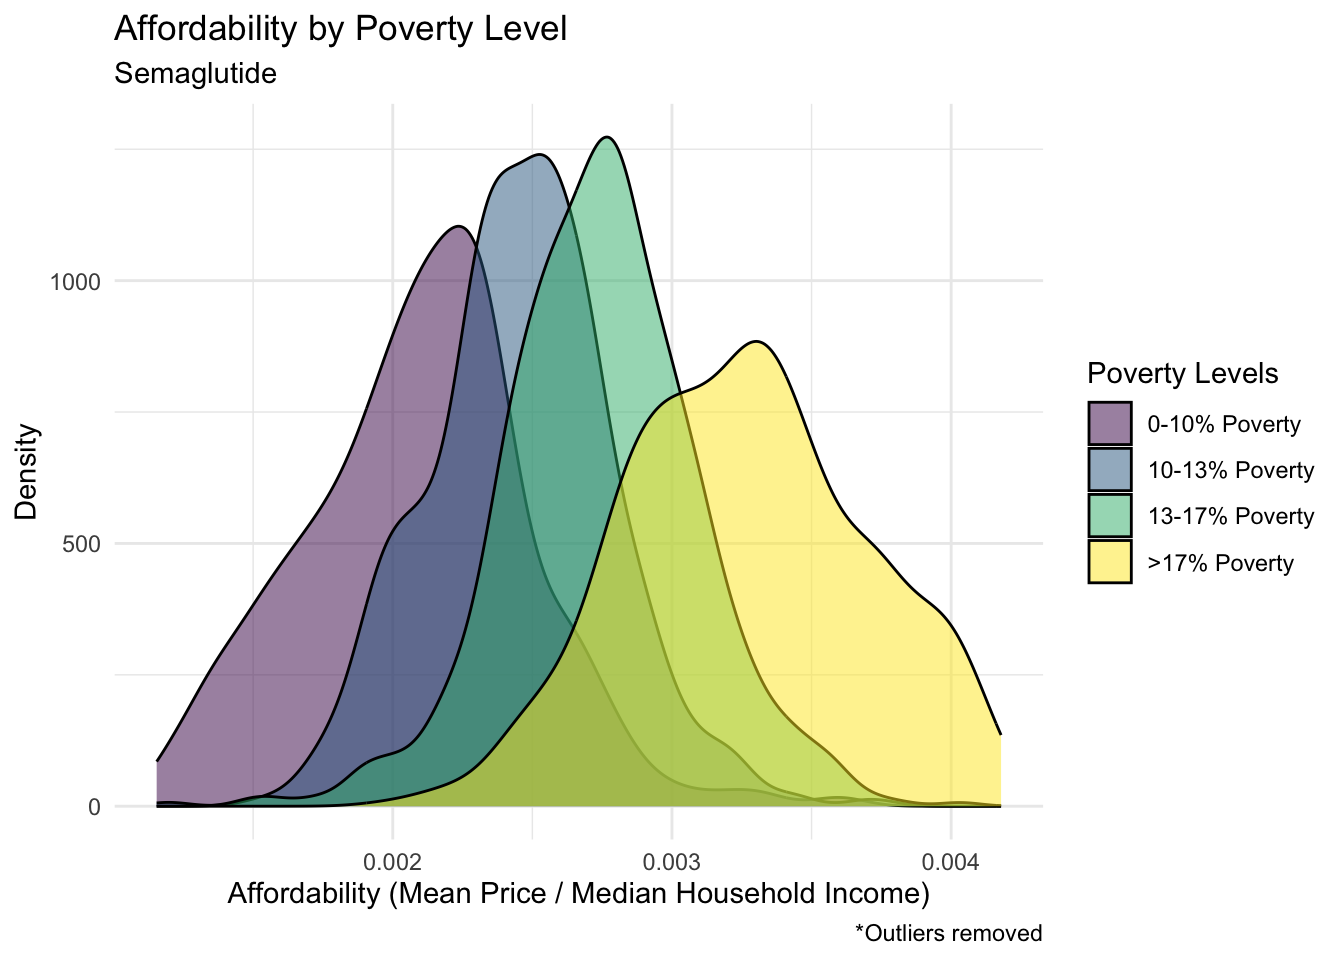 Affordability by Poverty Level
Semaglutide
Density
1000
500
0
0.002 0.003 0.004
Affordability (Mean Price / Median Household Income)
*Outliers removed
Poverty Levels
0-10% Poverty
10-13% Poverty
13-17% Poverty
>17% Poverty